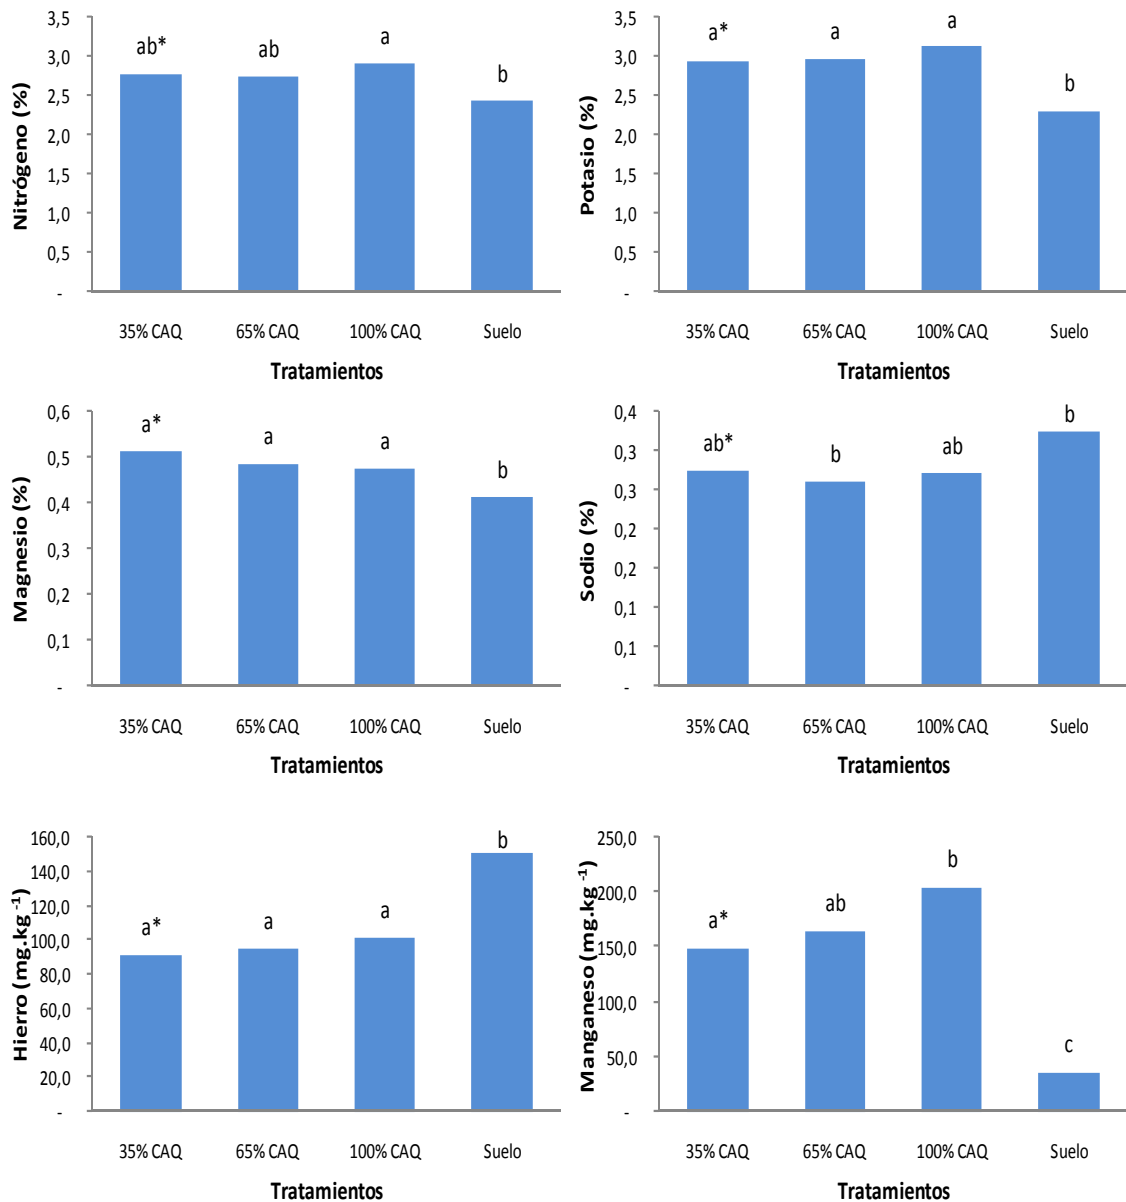 Nitrógeno (%)
3,5
3,0
2,5
2,0
1,5
1,0
0,5
-
ab*
ab
a
b
35% CAQ 65% CAQ 100% CAQ Suelo
Tratamientos
Potasio (%)
3,5
3,0
2,5
2,0
1,5
1,0
0,5
-
a*
a
a
b
35% CAQ 65% CAQ 100% CAQ Suelo
Tratamientos
Magnesio (%)
0,6
0,5
0,4
0,3
0,2
0,1
-
a*
a
a
b
35% CAQ 65% CAQ 100% CAQ Suelo
Tratamientos
Sodio (%)
0,4
0,3
0,3
0,2
0,2
0,1
0,1
-
ab*
b
ab
b
35% CAQ 65% CAQ 100% CAQ Suelo
Tratamientos
Hierro (mg.kg⁻¹)
160,0
140,0
120,0
100,0
80,0
60,0
40,0
20,0
-
a*
a
a
b
35% CAQ 65% CAQ 100% CAQ Suelo
Tratamientos
Manganeso (mg.kg⁻¹)
250,0
200,0
150,0
100,0
50,0
-
a*
ab
b
c
35% CAQ 65% CAQ 100% CAQ Suelo
Tratamientos